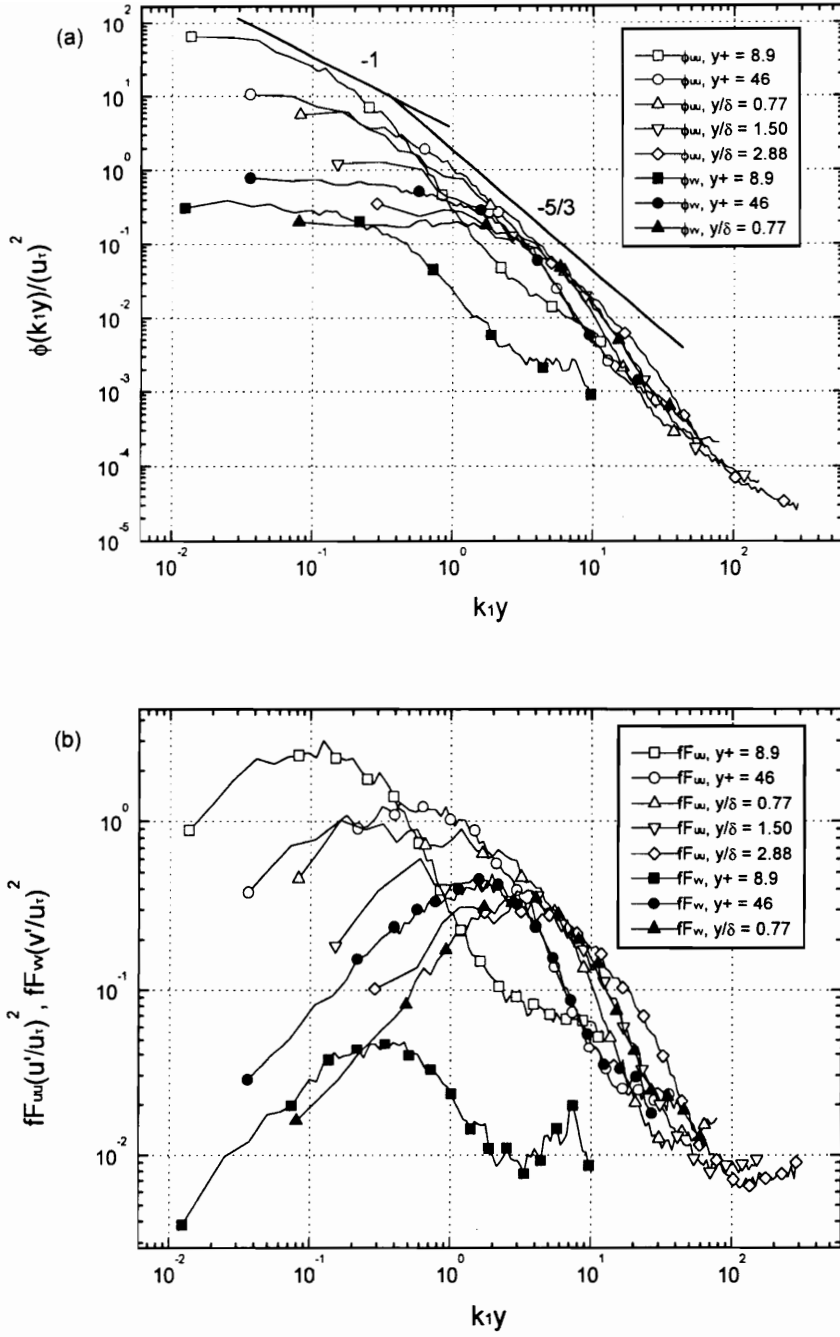 (a)
10²
10¹
10⁰
10⁻¹
10⁻²
10⁻³
10⁻⁴
10⁻⁵
ϕ(k₁y)/(uτ)²
-1
-5/3
ϕuu, y+ = 8.9
ϕuu, y+ = 46
ϕuu, y/δ = 0.77
ϕuu, y/δ = 1.50
ϕuu, y/δ = 2.88
ϕvv, y+ = 8.9
ϕvv, y+ = 46
ϕvv, y/δ = 0.77
10⁻² 10⁻¹ 10⁰ 10¹ 10²
k₁y
(b)
10⁰
10⁻¹
10⁻²
fFuu(u'/uτ)², fFvv(v'/uτ)²
fFuu, y+ = 8.9
fFuu, y+ = 46
fFuu, y/δ = 0.77
fFuu, y/δ = 1.50
fFuu, y/δ = 2.88
fFvv, y+ = 8.9
fFvv, y+ = 46
fFvv, y/δ = 0.77
10⁻² 10⁻¹ 10⁰ 10¹ 10²
k₁y